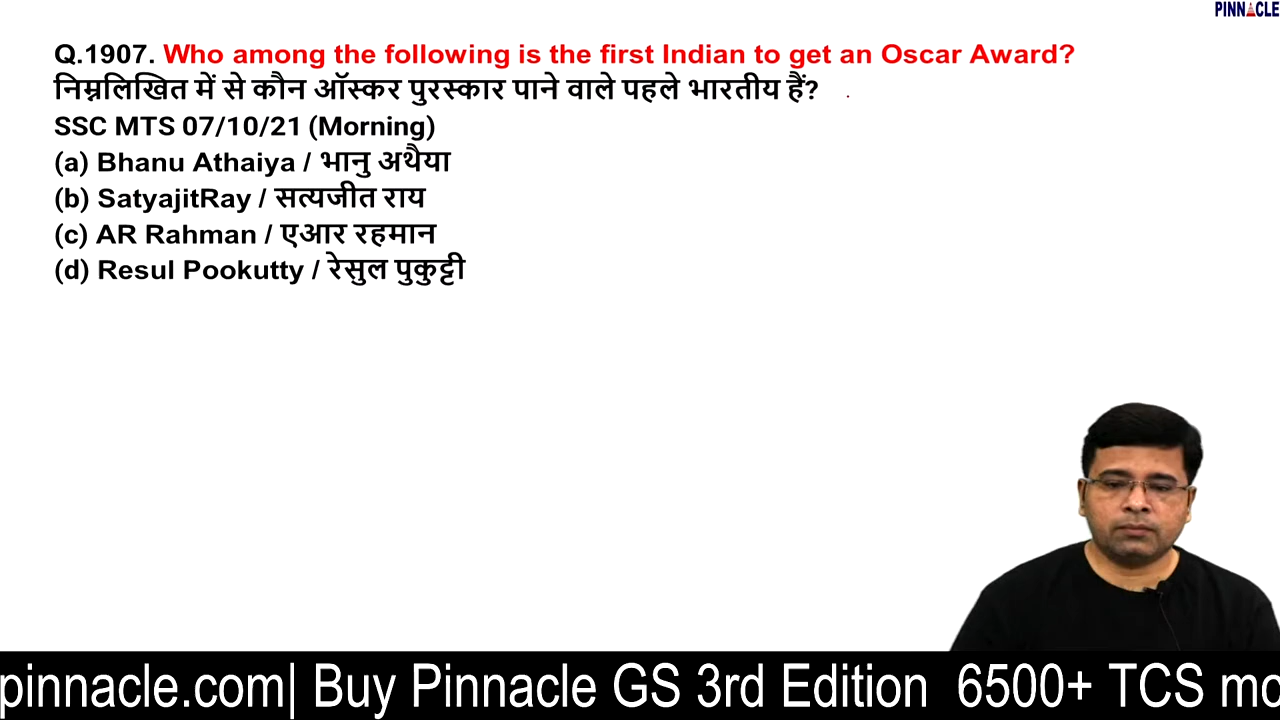 PINNACLE
Q.1907. Who among the following is the first Indian to get an Oscar Award?
निम्नलिखित में से कौन ऑस्कर पुरस्कार पाने वाले पहले भारतीय हैं?
SSC MTS 07/10/21 (Morning)
(a) Bhanu Athaiya / भानु अथैया
(b) SatyajitRay / सत्यजीत राय
(c) AR Rahman / एआर रहमान
(d) Resul Pookutty / रेसुल पुकुट्टी
pinnacle.com| Buy Pinnacle GS 3rd Edition 6500+ TCS